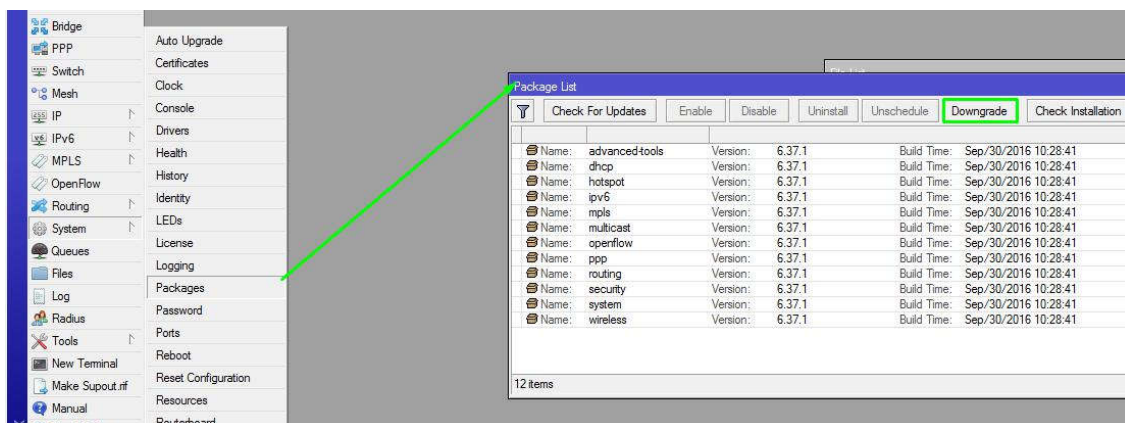 Bridge
PPP
Switch
Mesh
IP
IPv6
MPLS
OpenFlow
Routing
System
Queues
Files
Log
Radius
Tools
New Terminal
Make Supout.rif
Manual
Auto Upgrade
Certificates
Clock
Console
Drivers
Health
History
Identity
LEDs
License
Logging
Packages
Password
Ports
Reboot
Reset Configuration
Resources
Routerboard
File List
Package List
Check For Updates Enable Disable Uninstall Unschedule Downgrade Check Installation
Name: advanced-tools Version: 6.37.1 Build Time: Sep/30/2016 10:28:41
Name: dhcp Version: 6.37.1 Build Time: Sep/30/2016 10:28:41
Name: hotspot Version: 6.37.1 Build Time: Sep/30/2016 10:28:41
Name: ipv6 Version: 6.37.1 Build Time: Sep/30/2016 10:28:41
Name: mpls Version: 6.37.1 Build Time: Sep/30/2016 10:28:41
Name: multicast Version: 6.37.1 Build Time: Sep/30/2016 10:28:41
Name: openflow Version: 6.37.1 Build Time: Sep/30/2016 10:28:41
Name: ppp Version: 6.37.1 Build Time: Sep/30/2016 10:28:41
Name: routing Version: 6.37.1 Build Time: Sep/30/2016 10:28:41
Name: security Version: 6.37.1 Build Time: Sep/30/2016 10:28:41
Name: system Version: 6.37.1 Build Time: Sep/30/2016 10:28:41
Name: wireless Version: 6.37.1 Build Time: Sep/30/2016 10:28:41
12 items